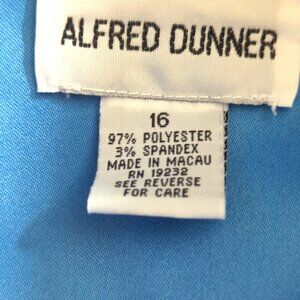 ALFRED DUNNER
16
97% POLYESTER
3% SPANDEX
MADE IN MACAU
RN 19232
SEE REVERSE
FOR CARE